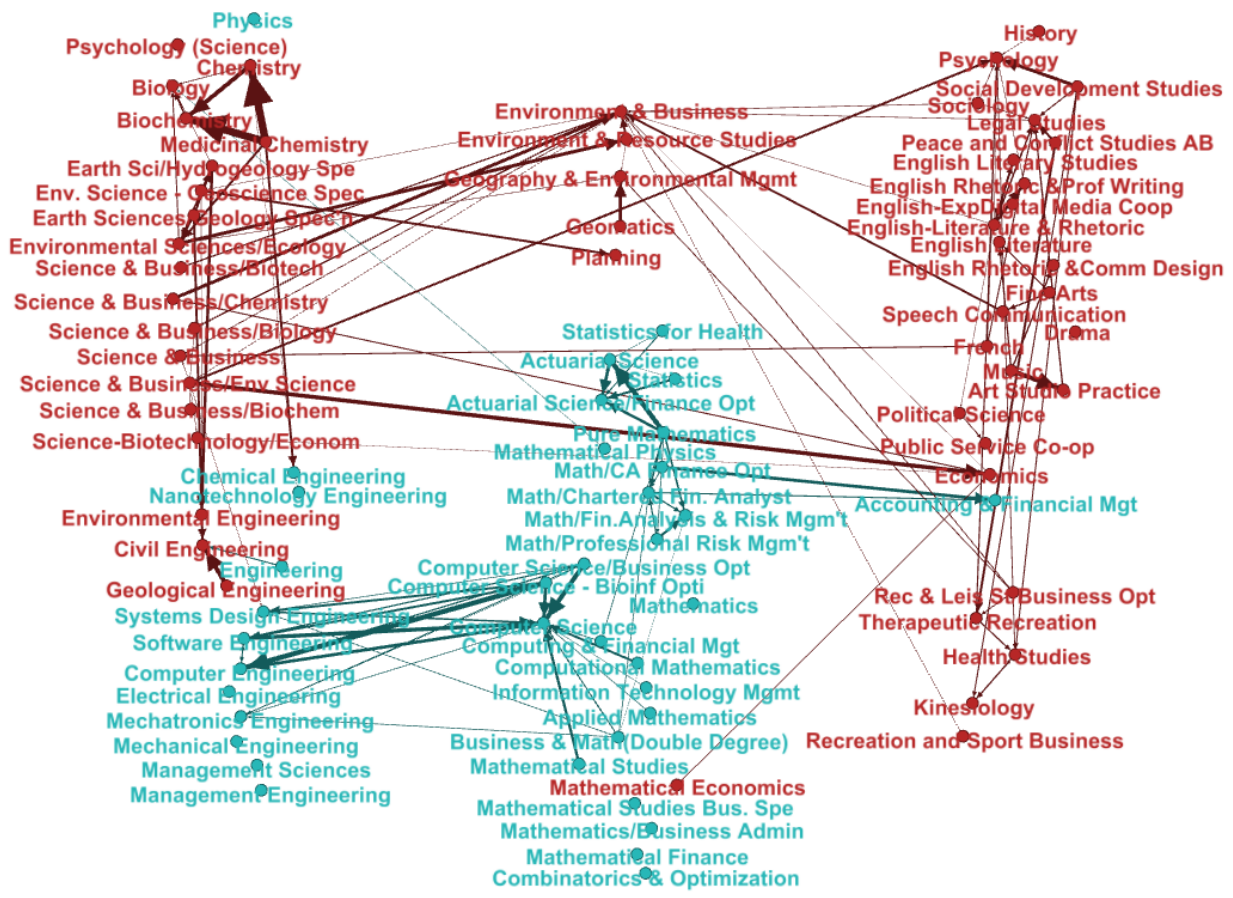 Physics
Psychology (Science)
Chemistry
Biology
Biochemistry
Medicinal Chemistry
Earth Sci/Hydrogeology Spe
Env. Science - Geoscience Spec
Earth Sciences/Geology Spec'n
Environmental Sciences/Ecology
Science & Business/Biotech
Science & Business/Chemistry
Science & Business/Biology
Science & Business
Science & Business/Env Science
Science & Business/Biochem
Science-Biotechnology/Econom
Chemical Engineering
Nanotechnology Engineering
Environmental Engineering
Civil Engineering
Engineering
Geological Engineering
Systems Design Engineering
Software Engineering
Computer Engineering
Electrical Engineering
Mechatronics Engineering
Mechanical Engineering
Management Sciences
Management Engineering
Environment & Business
Environment & Resource Studies
Geography & Environmental Mgmt
Geomatics
Planning
Statistics for Health
Actuarial Science
Statistics
Actuarial Science/Finance Opt
Pure Mathematics
Mathematical Physics
Math/CA Finance Opt
Math/Chartered Fin. Analyst
Math/Fin.Analysis & Risk Mgm't
Math/Professional Risk Mgm't
Computer Science/Business Opt
Computer Science - Bioinf Opti
Mathematics
Computer Science
Computing & Financial Mgt
Computational Mathematics
Information Technology Mgmt
Applied Mathematics
Business & Math(Double Degree)
Mathematical Studies
Mathematical Economics
Mathematical Studies Bus. Spe
Mathematics/Business Admin
Mathematical Finance
Combinatorics & Optimization
History
Psychology
Social Development Studies
Sociology
Legal Studies
Peace and Conflict Studies AB
English Literary Studies
English Rhetoric &Prof Writing
English-ExpDigital Media Coop
English-Literature & Rhetoric
English Literature
English Rhetoric &Comm Design
Fine Arts
Speech Communication
Drama
French
Music
Art Studio Practice
Political Science
Public Service Co-op
Economics
Accounting & Financial Mgt
Rec & Leis St-Business Opt
Therapeutic Recreation
Health Studies
Kinesiology
Recreation and Sport Business